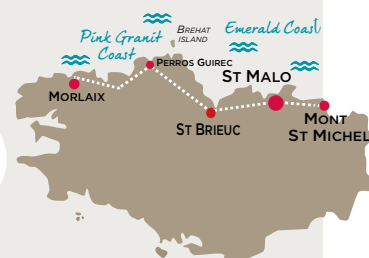 Pink Granit
Coast
BREHAT
ISLAND
Emerald Coast
PERROS GUIREC
MORLAIX
ST MALO
ST BRIEUC
MONT
ST MICHEL